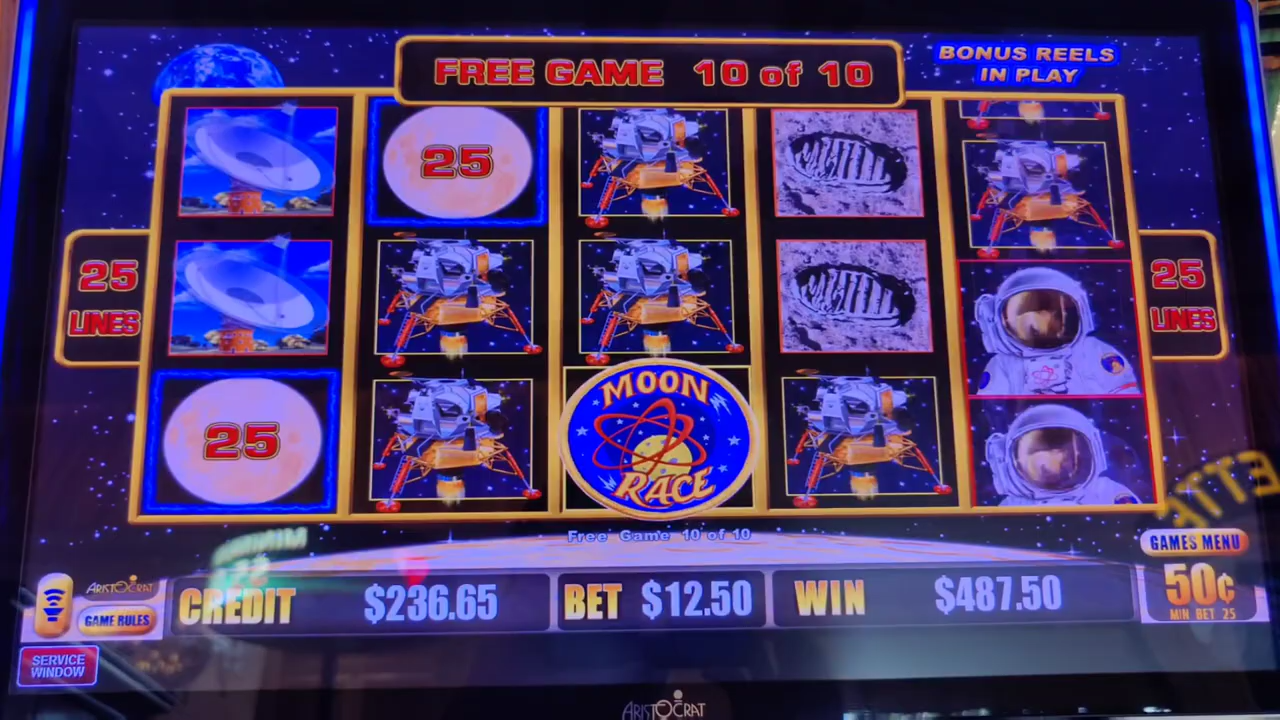 FREE GAME 10 of 10
BONUS REELS
IN PLAY
25
25
LINES
25
LINES
25
MOON
RACE
Free Game 10 of 10
GAMES MENU
ARISTOCRAT
GAME RULES
CREDIT $236.65
BET $12.50
WIN $487.50
50¢
MIN BET 25
SERVICE
WINDOW
ARISTOCRAT